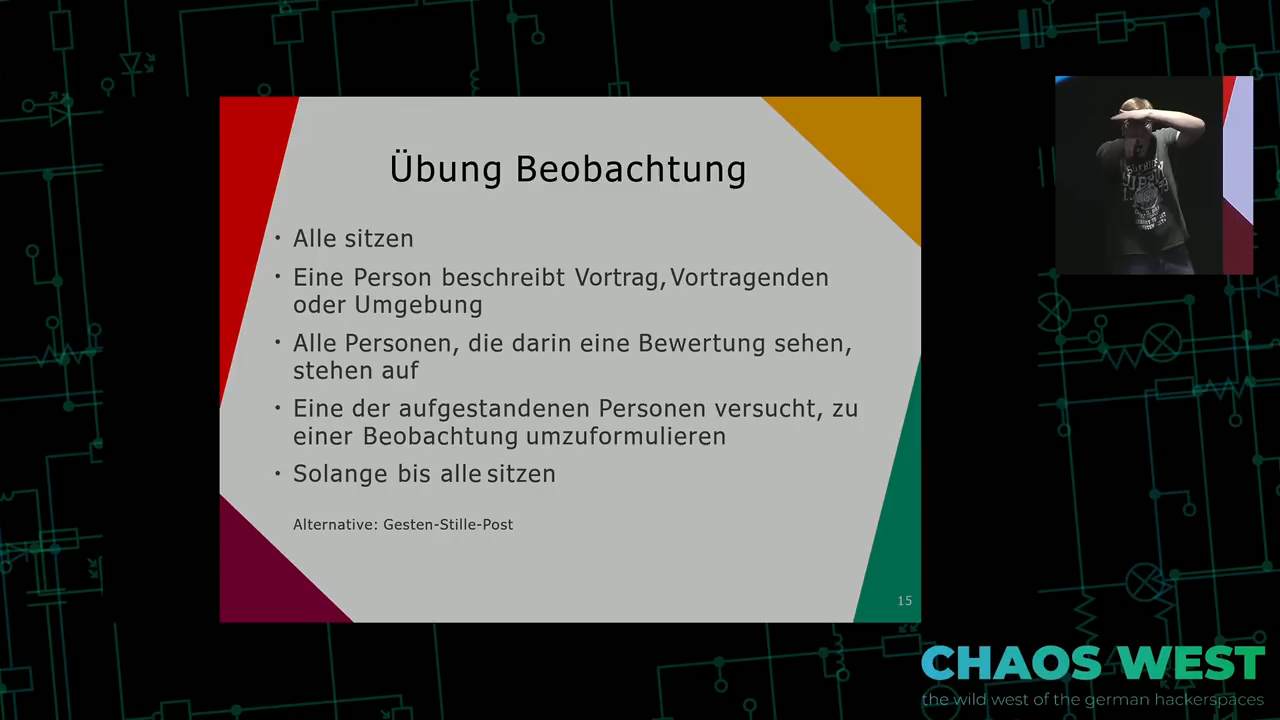 Übung Beobachtung
• Alle sitzen
• Eine Person beschreibt Vortrag, Vortragenden
oder Umgebung
• Alle Personen, die darin eine Bewertung sehen,
stehen auf
• Eine der aufgestandenen Personen versucht, zu
einer Beobachtung umzuformulieren
• Solange bis alle sitzen
Alternative: Gesten-Stille-Post
15
CHAOS WEST
the wild west of the german hackerspaces